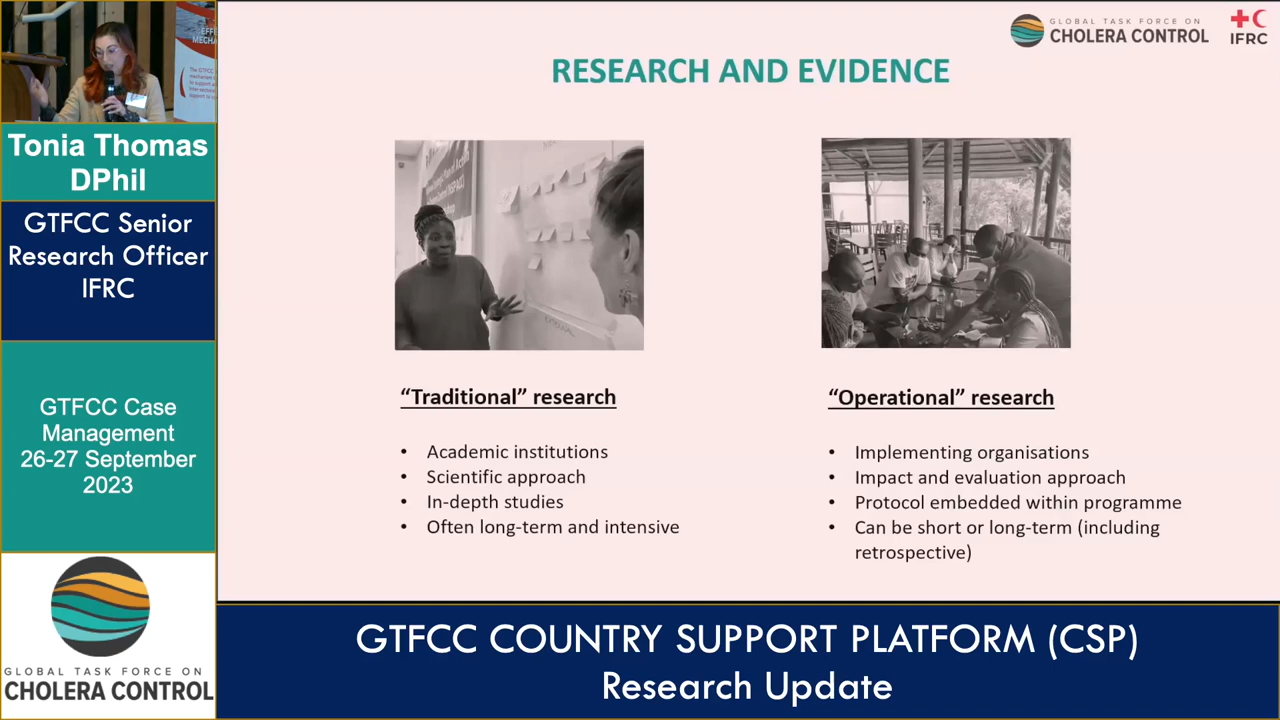 GLOBAL TASK FORCE ON
CHOLERA CONTROL
IFRC
RESEARCH AND EVIDENCE
Tonia Thomas
DPhil
GTFCC Senior
Research Officer
IFRC
GTFCC Case
Management
26-27 September
2023
GLOBAL TASK FORCE ON
CHOLERA CONTROL
“Traditional” research
• Academic institutions
• Scientific approach
• In-depth studies
• Often long-term and intensive
“Operational” research
• Implementing organisations
• Impact and evaluation approach
• Protocol embedded within programme
• Can be short or long-term (including
retrospective)
GTFCC COUNTRY SUPPORT PLATFORM (CSP)
Research Update